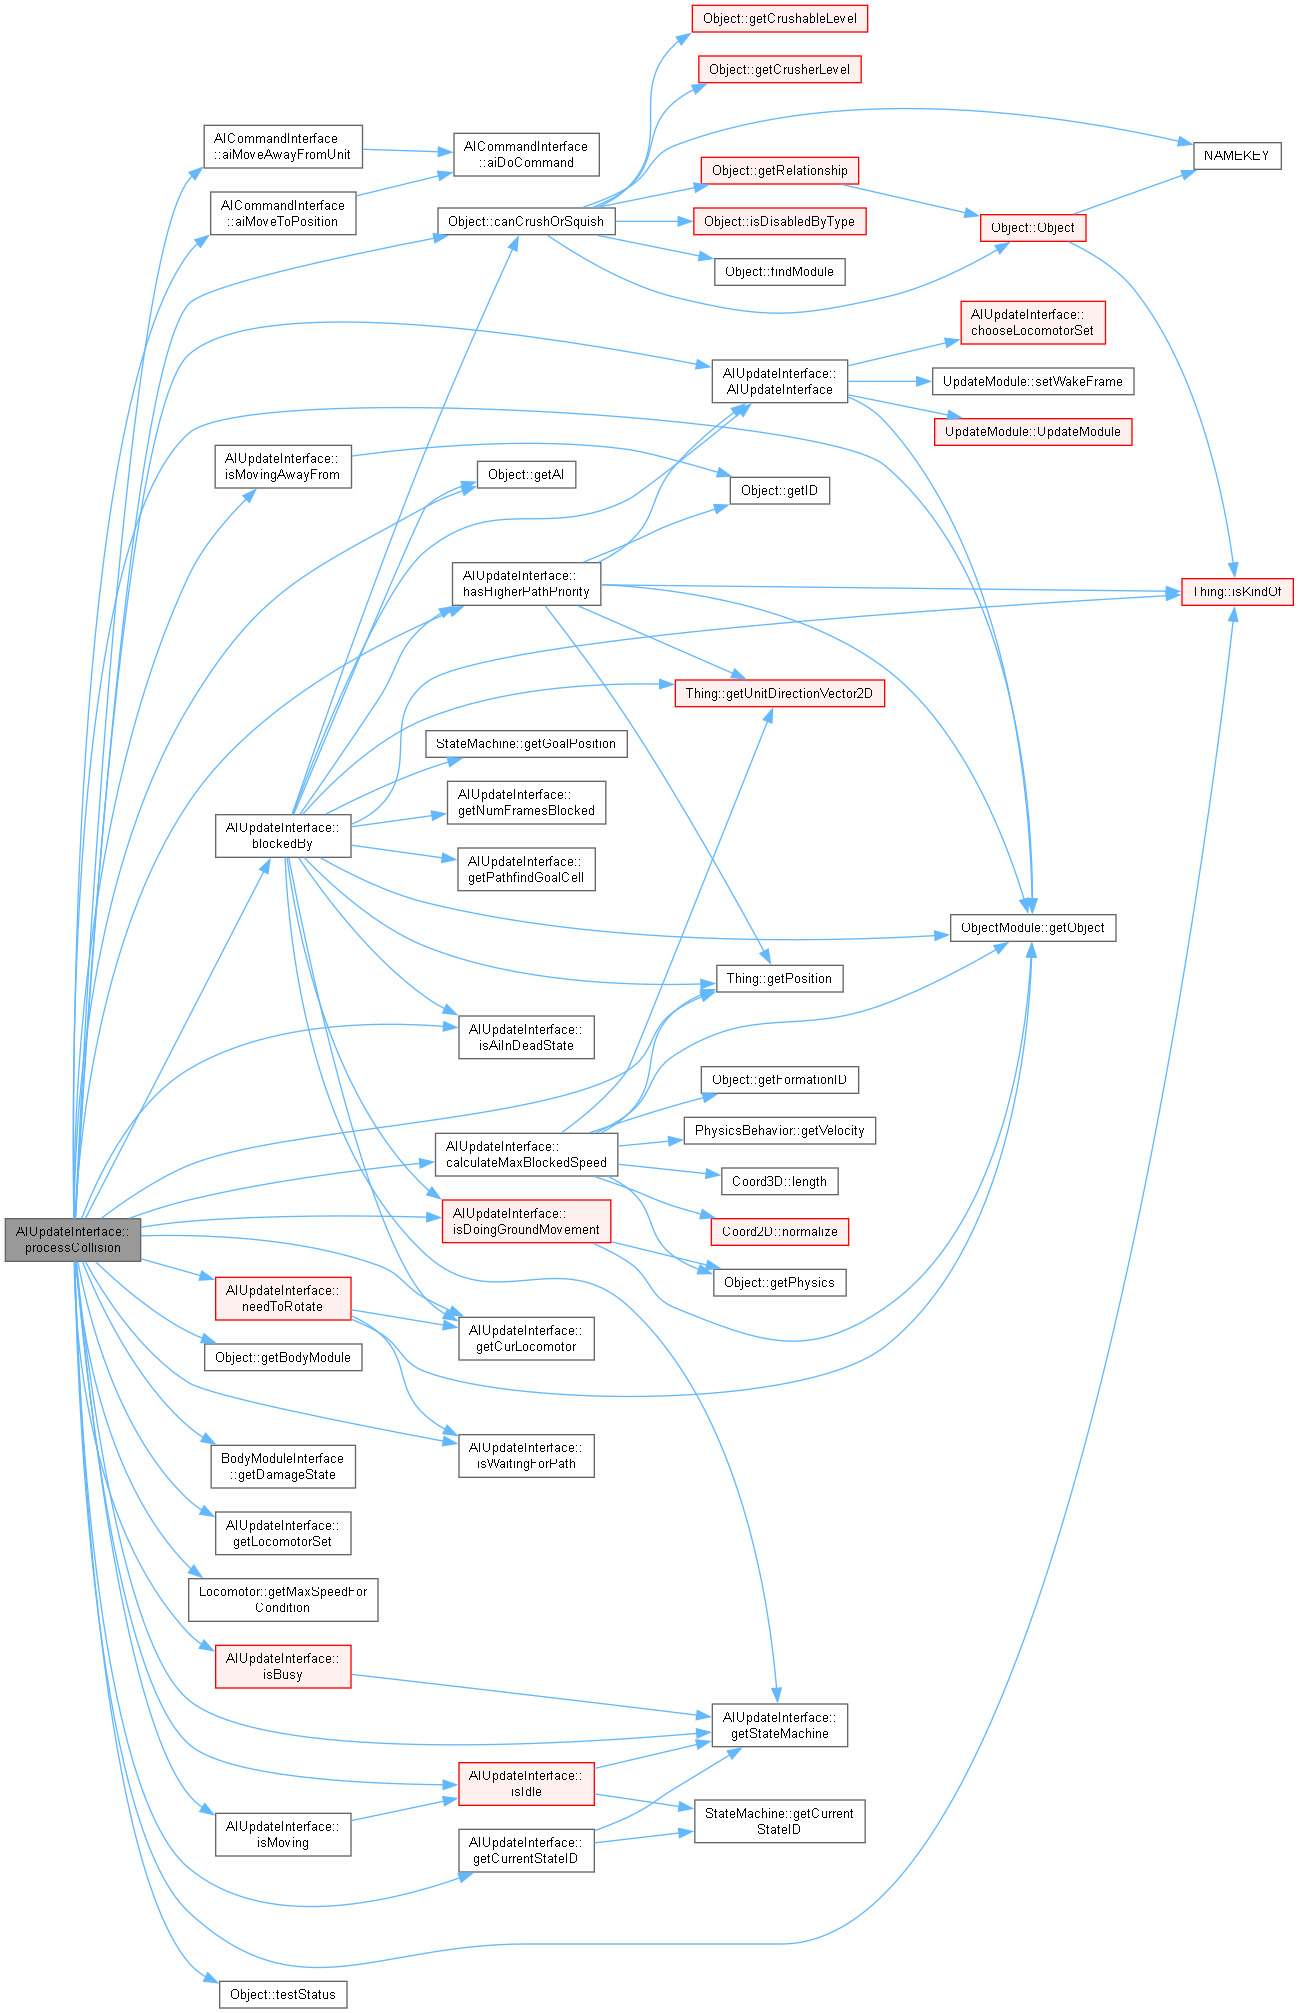 Object::getCrushableLevel
Object::getCrusherLevel
AICommandInterface
::aiMoveAwayFromUnit
AICommandInterface
::aiDoCommand
NAMEKEY
Object::getRelationship
AICommandInterface
::aiMoveToPosition
Object::canCrushOrSquish
Object::isDisabledByType
Object::Object
Object::findModule
AIUpdateInterface::
chooseLocomotorSet
AIUpdateInterface::
AIUpdateInterface
UpdateModule::setWakeFrame
UpdateModule::UpdateModule
AIUpdateInterface::
isMovingAwayFrom
Object::getAI
Object::getID
AIUpdateInterface::
hasHigherPathPriority
Thing::isKindOf
Thing::getUnitDirectionVector2D
StateMachine::getGoalPosition
AIUpdateInterface::
getNumFramesBlocked
AIUpdateInterface::
blockedBy
AIUpdateInterface::
getPathfindGoalCell
ObjectModule::getObject
Thing::getPosition
AIUpdateInterface::
isAiInDeadState
Object::getFormationID
PhysicsBehavior::getVelocity
AIUpdateInterface::
calculateMaxBlockedSpeed
Coord3D::length
AIUpdateInterface::
isDoingGroundMovement
Coord2D::normalize
AIUpdateInterface::
processCollision
Object::getPhysics
AIUpdateInterface::
needToRotate
AIUpdateInterface::
getCurLocomotor
Object::getBodyModule
AIUpdateInterface::
isWaitingForPath
BodyModuleInterface
::getDamageState
AIUpdateInterface::
getLocomotorSet
Locomotor::getMaxSpeedFor
Condition
AIUpdateInterface::
isBusy
AIUpdateInterface::
getStateMachine
AIUpdateInterface::
isIdle
StateMachine::getCurrent
StateID
AIUpdateInterface::
isMoving
AIUpdateInterface::
getCurrentStateID
Object::testStatus